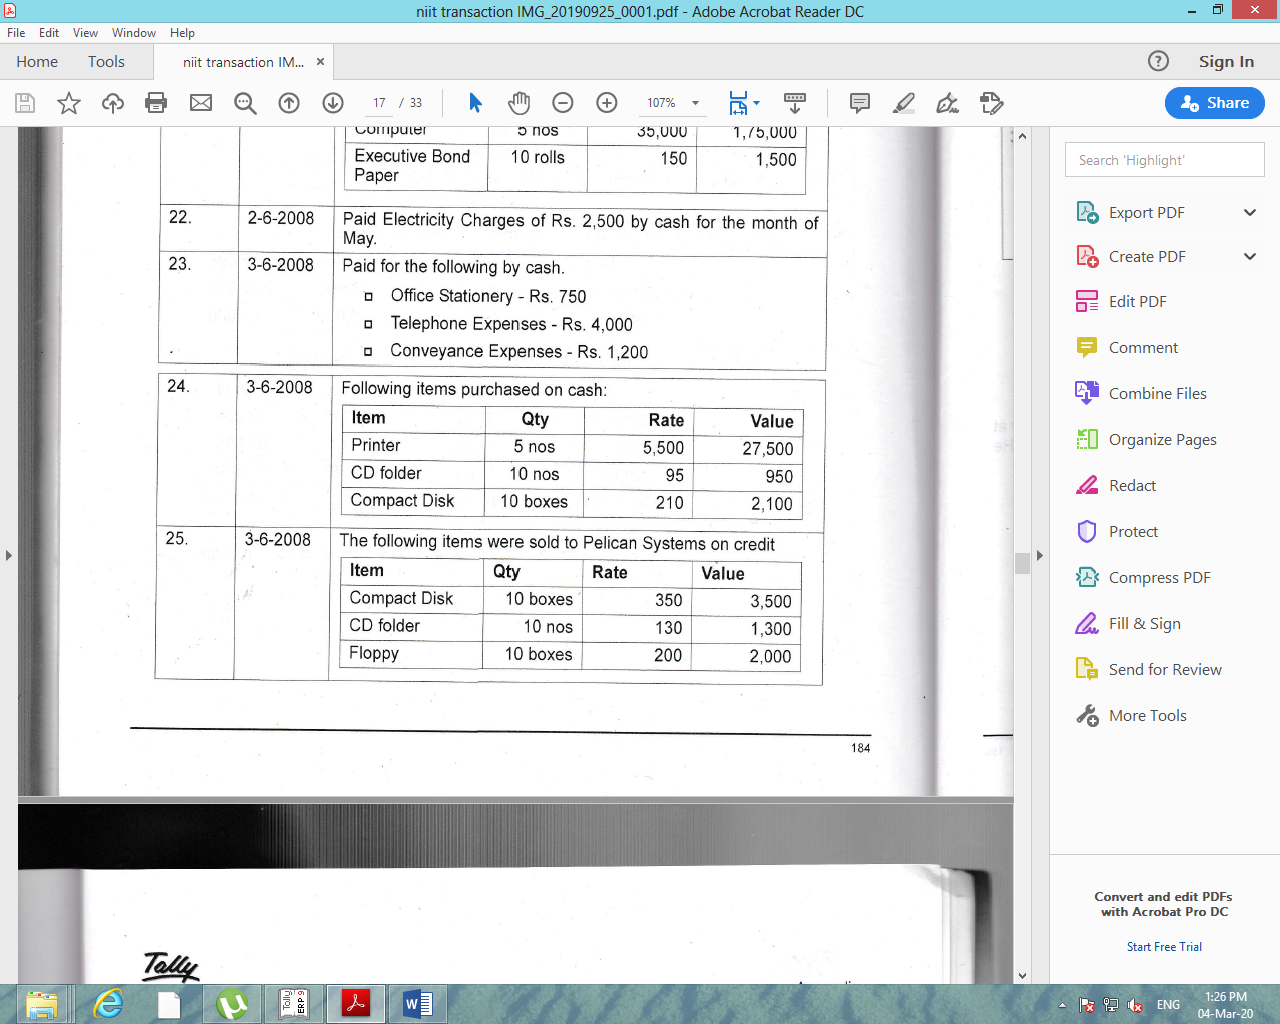 niit transaction IMG_20190925_0001.pdf - Adobe Acrobat Reader DC
File Edit View Window Help
Home Tools niit transaction IM... × Sign In
17 / 33 107% Share
Computer 5 nos 35,000 1,75,000
Executive Bond 10 rolls 150 1,500
Paper
22. 2-6-2008 Paid Electricity Charges of Rs. 2,500 by cash for the month of
May.
23. 3-6-2008 Paid for the following by cash.
Office Stationery - Rs. 750
Telephone Expenses - Rs. 4,000
Conveyance Expenses - Rs. 1,200
24. 3-6-2008 Following items purchased on cash:
Item Qty Rate Value
Printer 5 nos 5,500 27,500
CD folder 10 nos 95 950
Compact Disk 10 boxes 210 2,100
25. 3-6-2008 The following items were sold to Pelican Systems on credit
Item Qty Rate Value
Compact Disk 10 boxes 350 3,500
CD folder 10 nos 130 1,300
Floppy 10 boxes 200 2,000
184
Tally
Search 'Highlight'
Export PDF
Create PDF
Edit PDF
Comment
Combine Files
Organize Pages
Redact
Protect
Compress PDF
Fill & Sign
Send for Review
More Tools
Convert and edit PDFs
with Acrobat Pro DC
Start Free Trial
Tally
ERP 9
ENG
1:26 PM
04-Mar-20